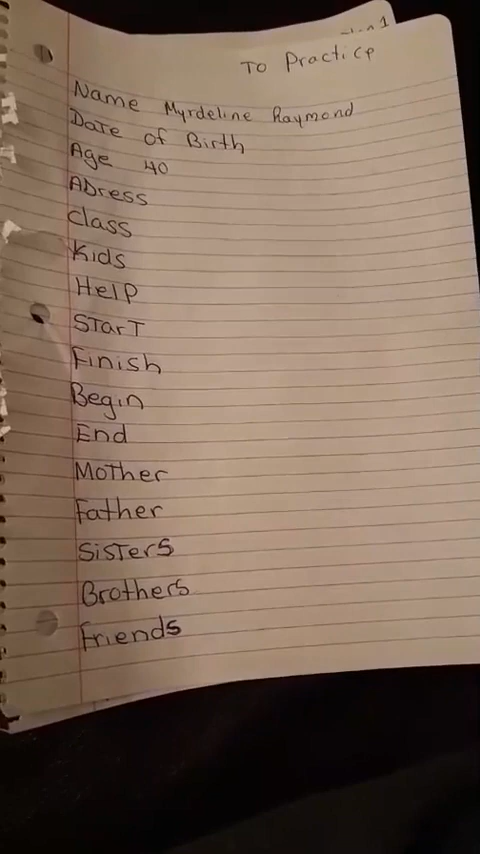 To Practice
Name Myrdeline Raymond
Date of Birth
Age 40
ADress
Class
Kids
Help
STarT
Finish
Begin
End
Mother
Father
Sisters
Brothers
Friends